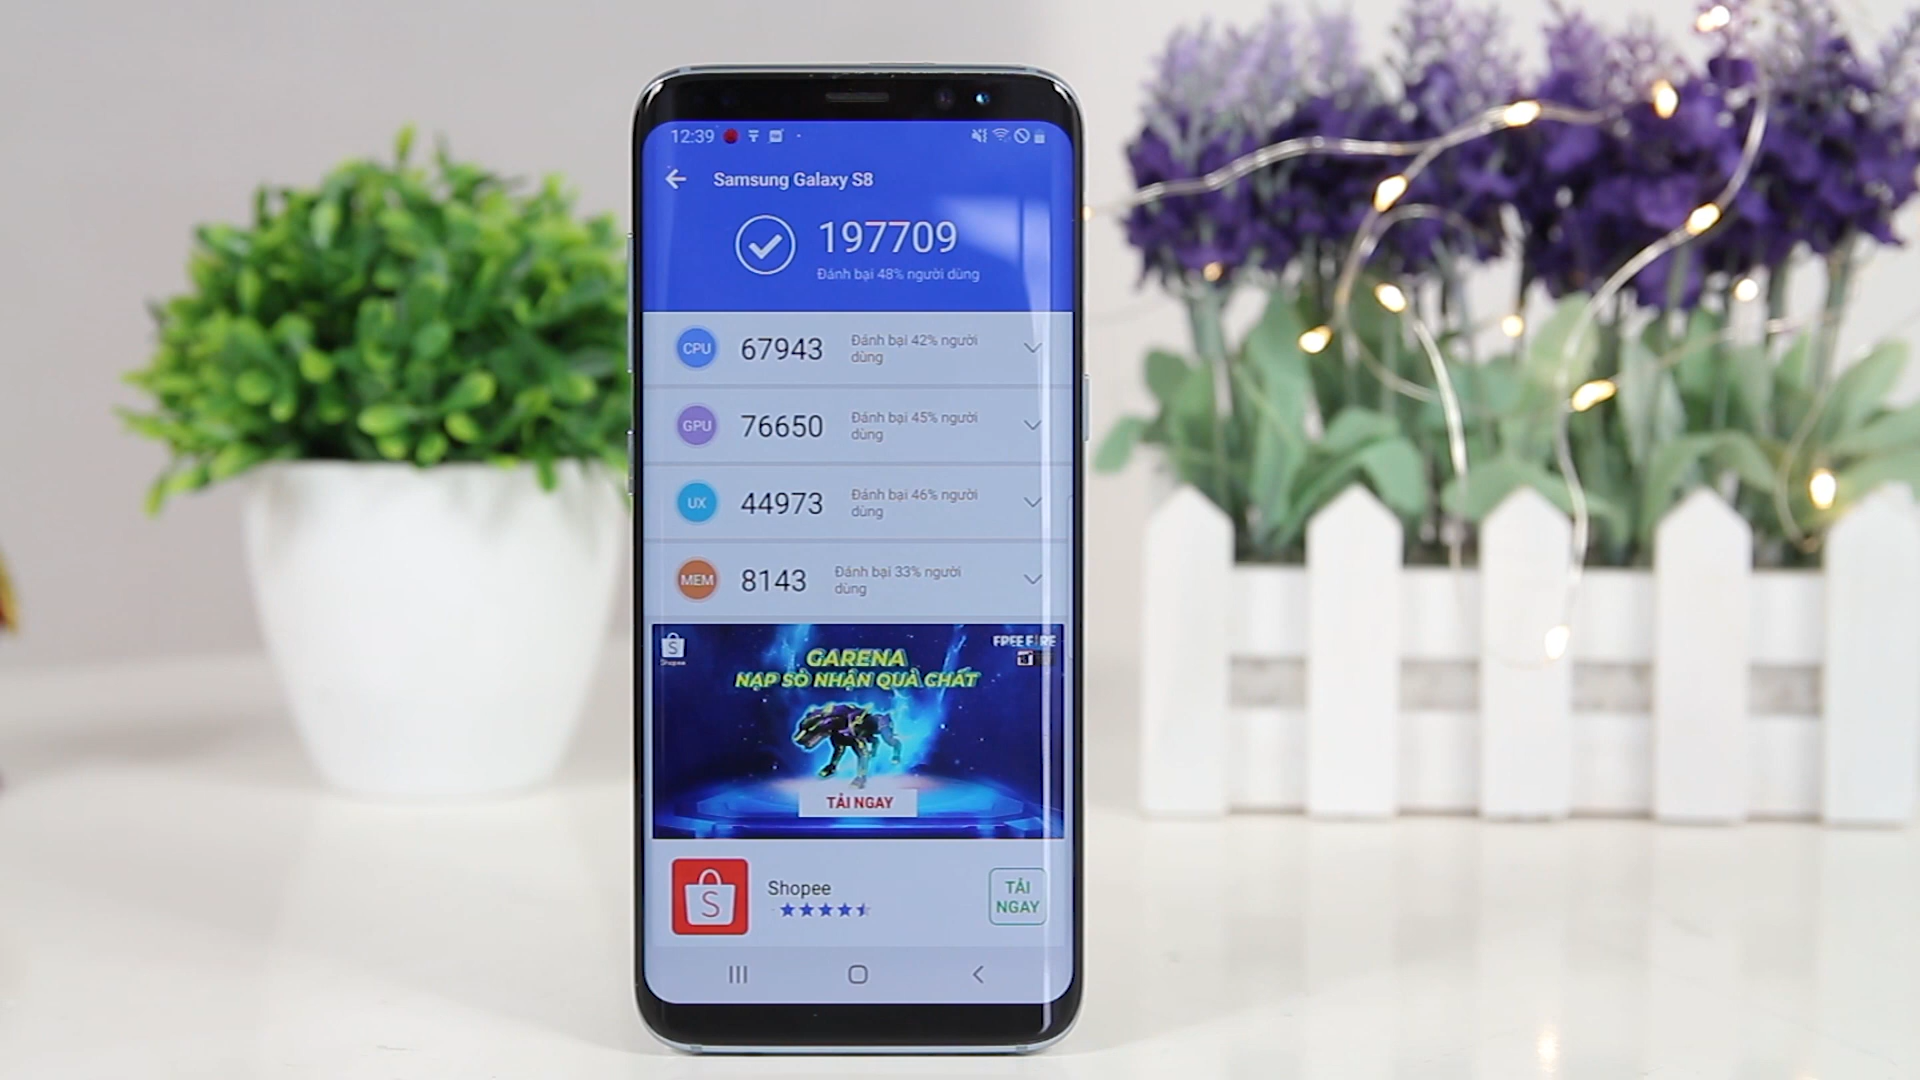 12:39
Samsung Galaxy S8
197709
Đánh bại 48% người dùng
CPU 67943 Đánh bại 42% người
dùng
GPU 76650 Đánh bại 45% người
dùng
UX 44973 Đánh bại 46% người
dùng
MEM 8143 Đánh bại 33% người
dùng
Shopee
FREE FIRE
GARENA
NẠP SÒ NHẬN QUÀ CHẤT
TẢI NGAY
Shopee
TẢI
NGAY